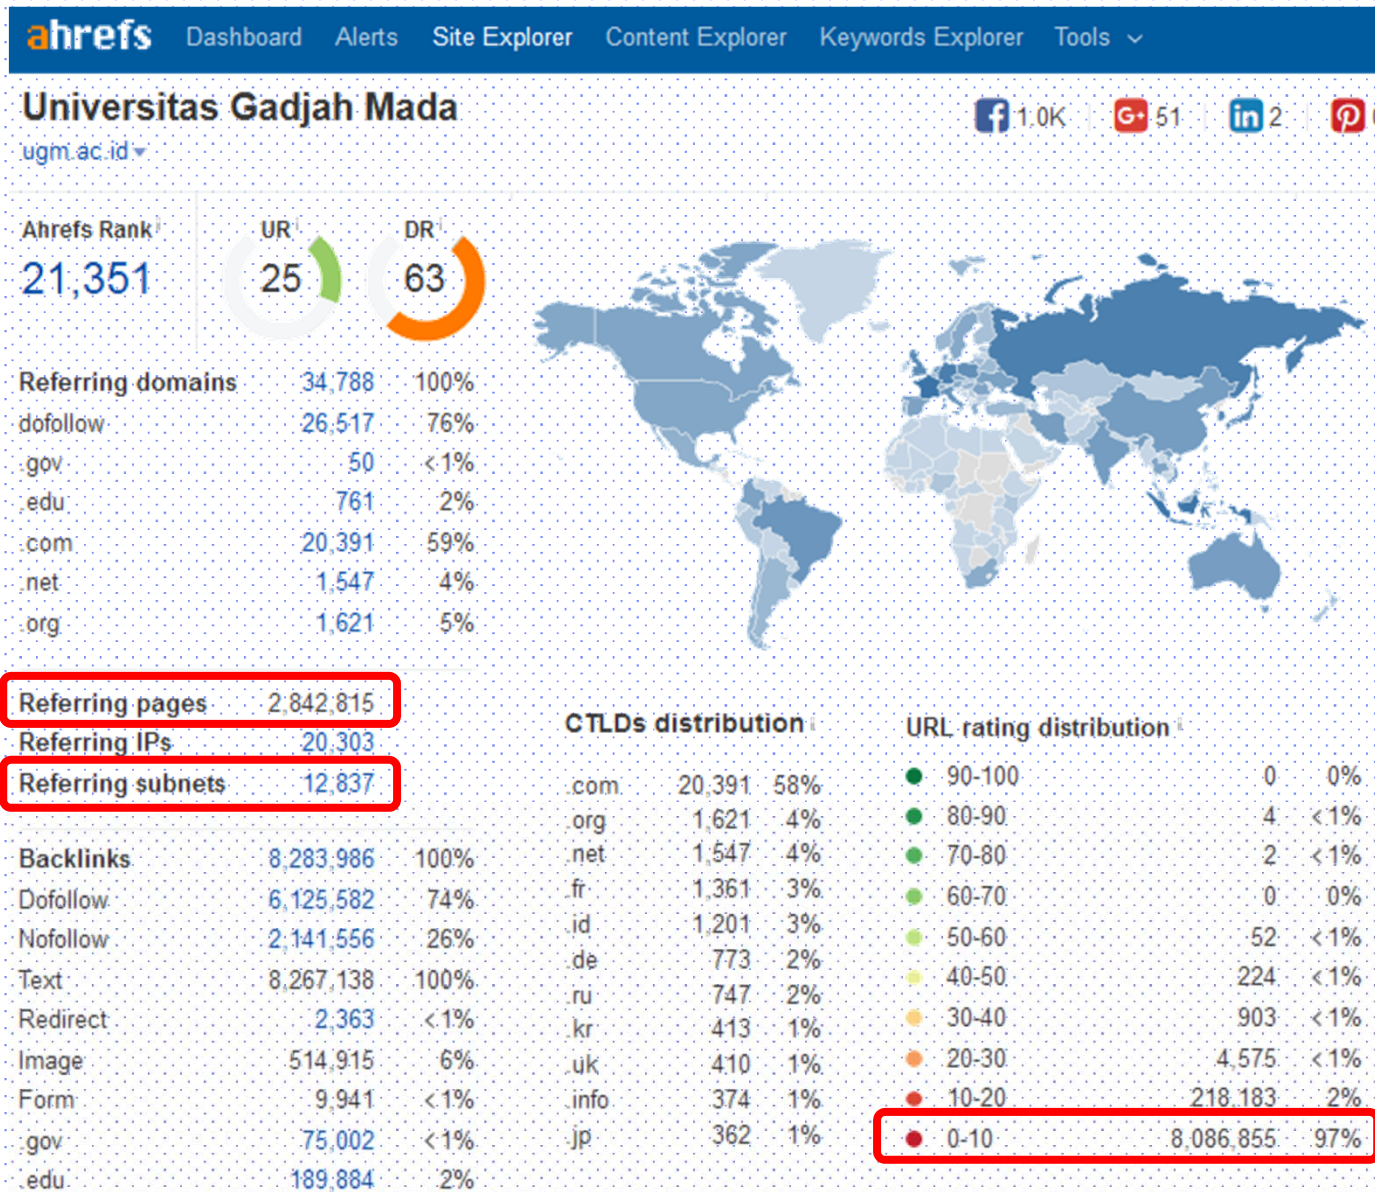 ahrefs Dashboard Alerts Site Explorer Content Explorer Keywords Explorer Tools
Universitas Gadjah Mada
ugm.ac.id
1.0K 51 2
Ahrefs Rank UR DR
21,351 25 63
Referring domains 34,788 100%
dofollow 26,517 76%
.gov 50 <1%
.edu 761 2%
.com 20,391 59%
.net 1,547 4%
.org 1,621 5%
Referring pages 2,842,815
Referring IPs 20,303
Referring subnets 12,837
Backlinks 8,283,986 100%
Dofollow 6,125,582 74%
Nofollow 2,141,556 26%
Text 8,267,138 100%
Redirect 2,363 <1%
Image 514,915 6%
Form 9,941 <1%
.gov 75,002 <1%
.edu 189,884 2%
CTLDs distribution
.com 20,391 58%
.org 1,621 4%
.net 1,547 4%
.fr 1,361 3%
.id 1,201 3%
.de 773 2%
.ru 747 2%
.kr 413 1%
.uk 410 1%
.info 374 1%
.jp 362 1%
URL rating distribution
90-100 0 0%
80-90 4 <1%
70-80 2 <1%
60-70 0 0%
50-60 52 <1%
40-50 224 <1%
30-40 903 <1%
20-30 4,575 <1%
10-20 218,183 2%
0-10 8,086,855 97%